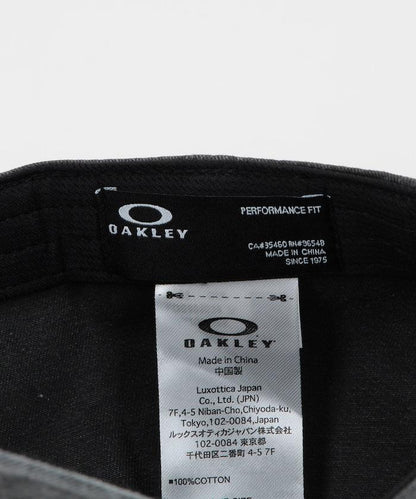 OAKLEY
PERFORMANCE FIT
CA#35460 RN#96548
MADE IN CHINA
SINCE 1975
OAKLEY
Made in China
中国製
Luxottica Japan
Co., Ltd. (JPN)
7F,4-5 Niban-Cho,Chiyoda-ku,
Tokyo,102-0084,Japan
ルックスオティカジャパン株式会社
102-0084 東京都
千代田区二番町 4-5 7F
■100%COTTON